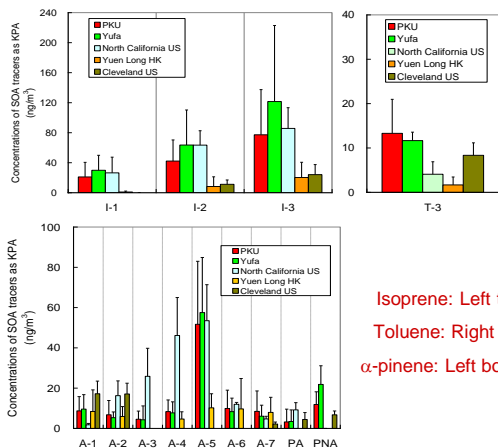 Concentrations of SOA tracers as KPA
(ng/m³)
240
200
160
120
80
40
0
PKU
Yufa
North California US
Yuen Long HK
Cleveland US
I-1 I-2 I-3
40
30
20
10
0
PKU
Yufa
North California US
Yuen Long HK
Cleveland US
T-3
Concentrations of SOA tracers as KPA
(ng/m³)
100
80
60
40
20
0
PKU
Yufa
North California US
Yuen Long HK
Cleveland US
A-1 A-2 A-3 A-4 A-5 A-6 A-7 PA PNA
Isoprene: Left
Toluene: Right
α-pinene: Left